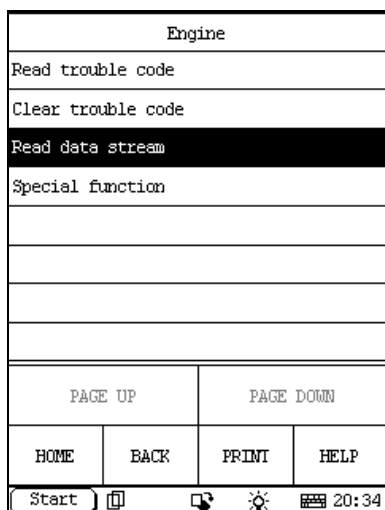 Engine
Read trouble code
Clear trouble code
Read data stream
Special function
PAGE UP PAGE DOWN
HOME BACK PRINT HELP
Start 20:34